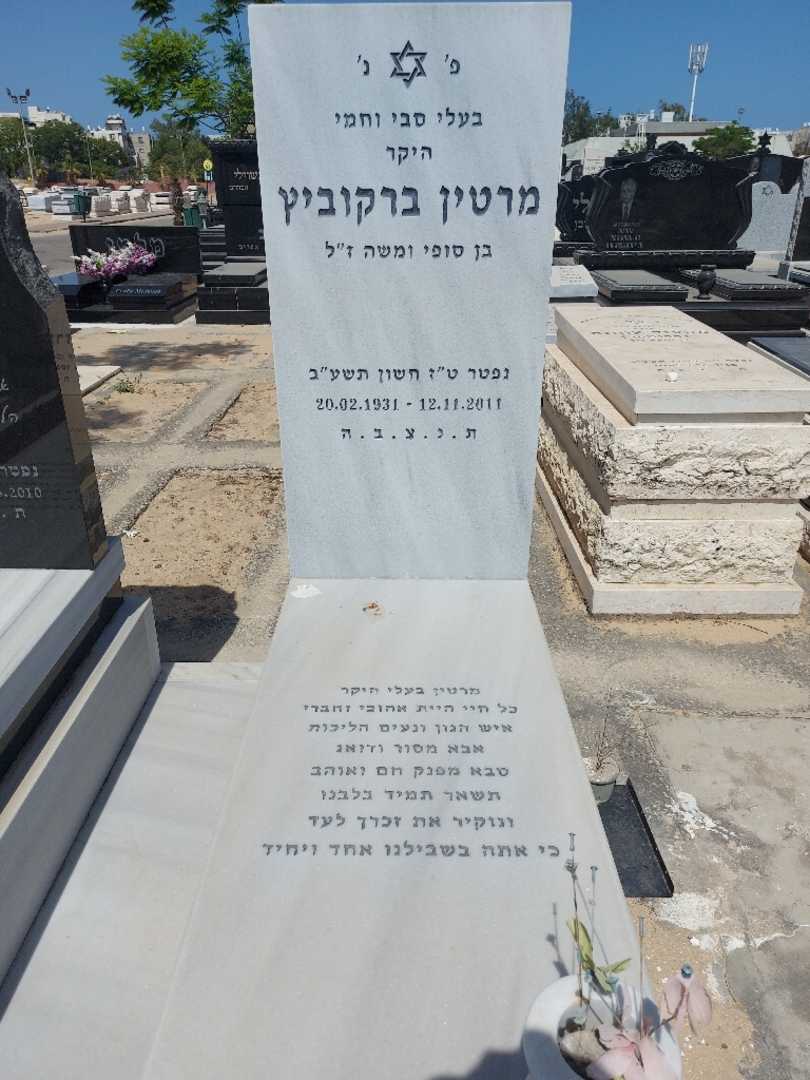 פ' נ'
בעלי סבי וחמי
היקר
מרטין ברקוביץ
בן סופי ומשה ז"ל
נפטר ט"ז חשון תשע"ב
20.02.1931 - 12.11.2011
ת . נ . צ . ב . ה
מרטין בעלי היקר
כל חיי היית אהובי וחברי
איש הגון ונעים הליכות
אבא מסור ודואג
סבא מפנק חם ואוהב
תשאר תמיד בלבנו
ונוקיר את זכרך לעד
כי אתה בשבילנו אחד ויחיד
נפטר
2010
ת .